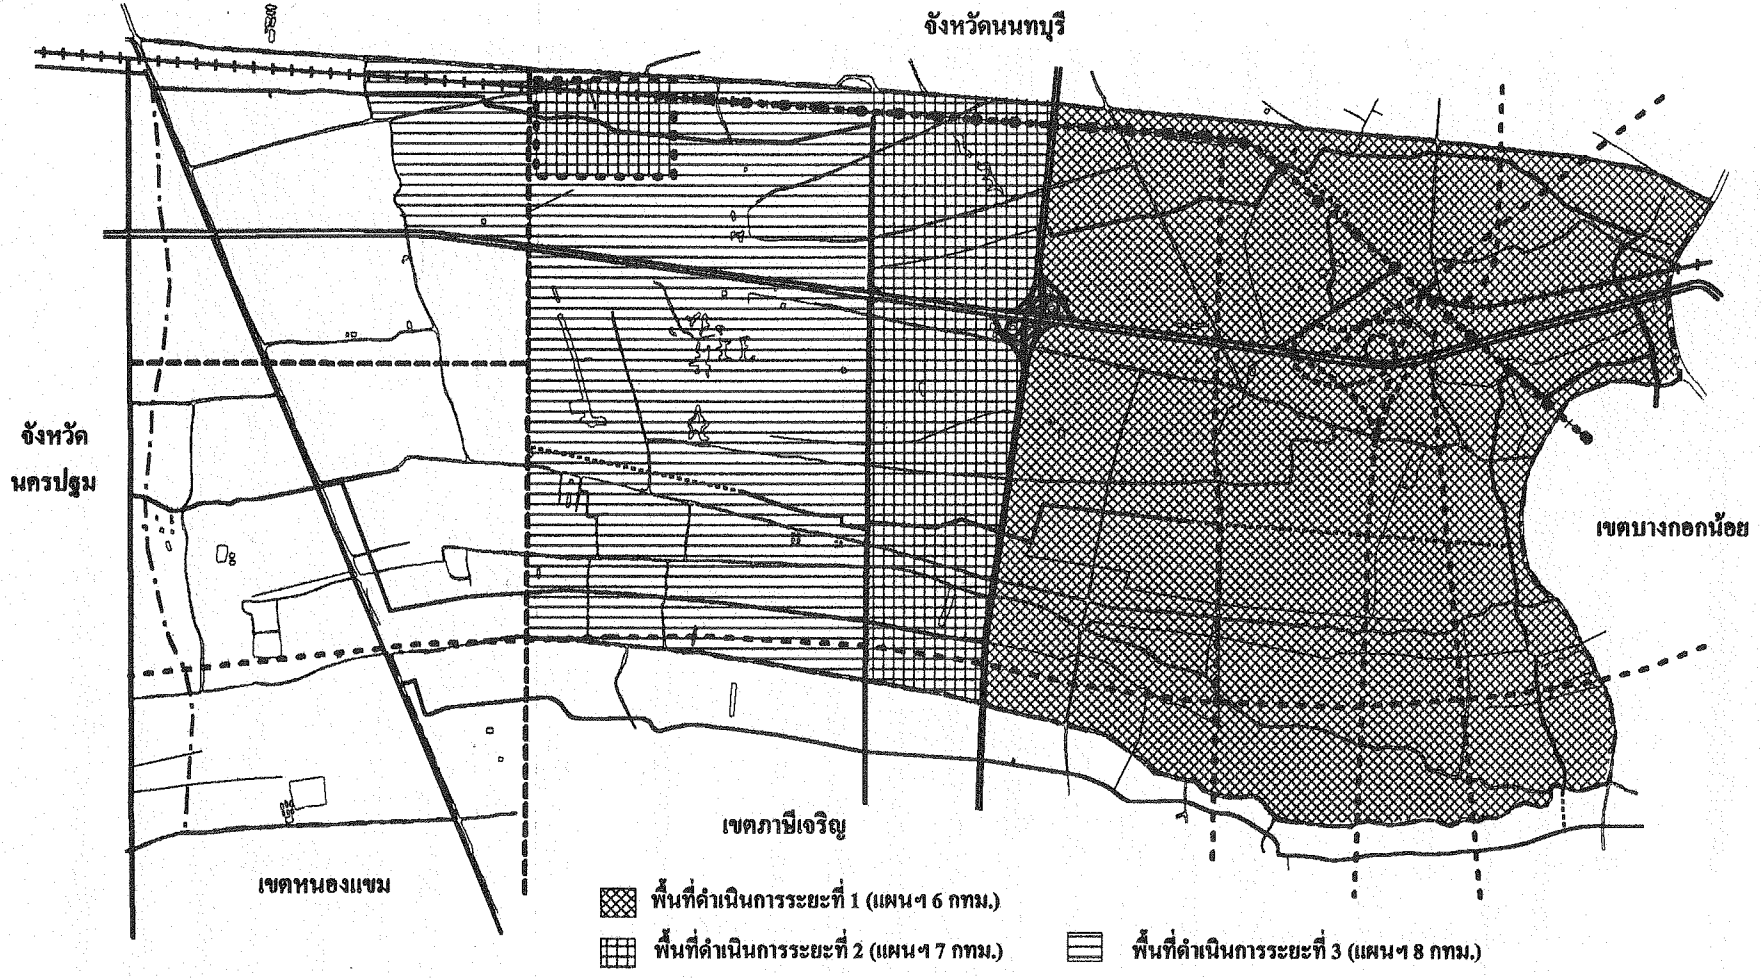 จังหวัดนนทบุรี
จังหวัด
นครปฐม
เขตบางกอกน้อย
เขตภาษีเจริญ
เขตหนองแขม
พื้นที่ดำเนินการระยะที่ 1 (แผนฯ 6 กทม.)
พื้นที่ดำเนินการระยะที่ 2 (แผนฯ 7 กทม.)
พื้นที่ดำเนินการระยะที่ 3 (แผนฯ 8 กทม.)